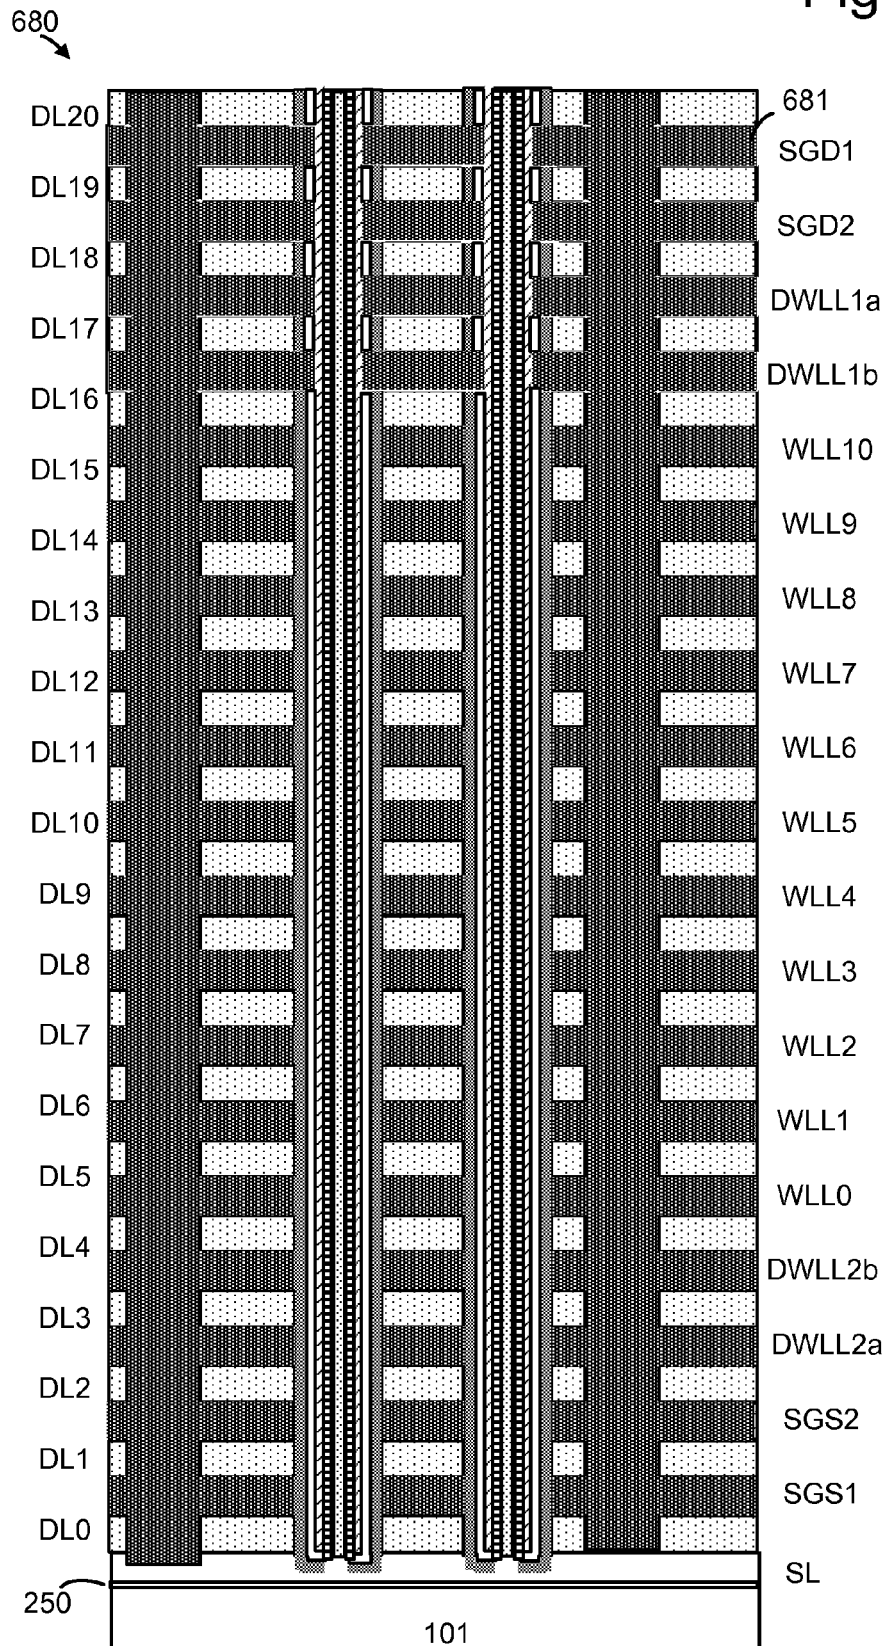 Fig
680
681
DL20
SGD1
DL19
SGD2
DL18
DWLL1a
DL17
DWLL1b
DL16
WLL10
DL15
WLL9
DL14
WLL8
DL13
WLL7
DL12
WLL6
DL11
WLL5
DL10
WLL4
DL9
WLL3
DL8
WLL2
DL7
WLL1
DL6
WLL0
DL5
DWLL2b
DL4
DWLL2a
DL3
SGS2
DL2
SGS1
DL1
DL0
SL
250
101